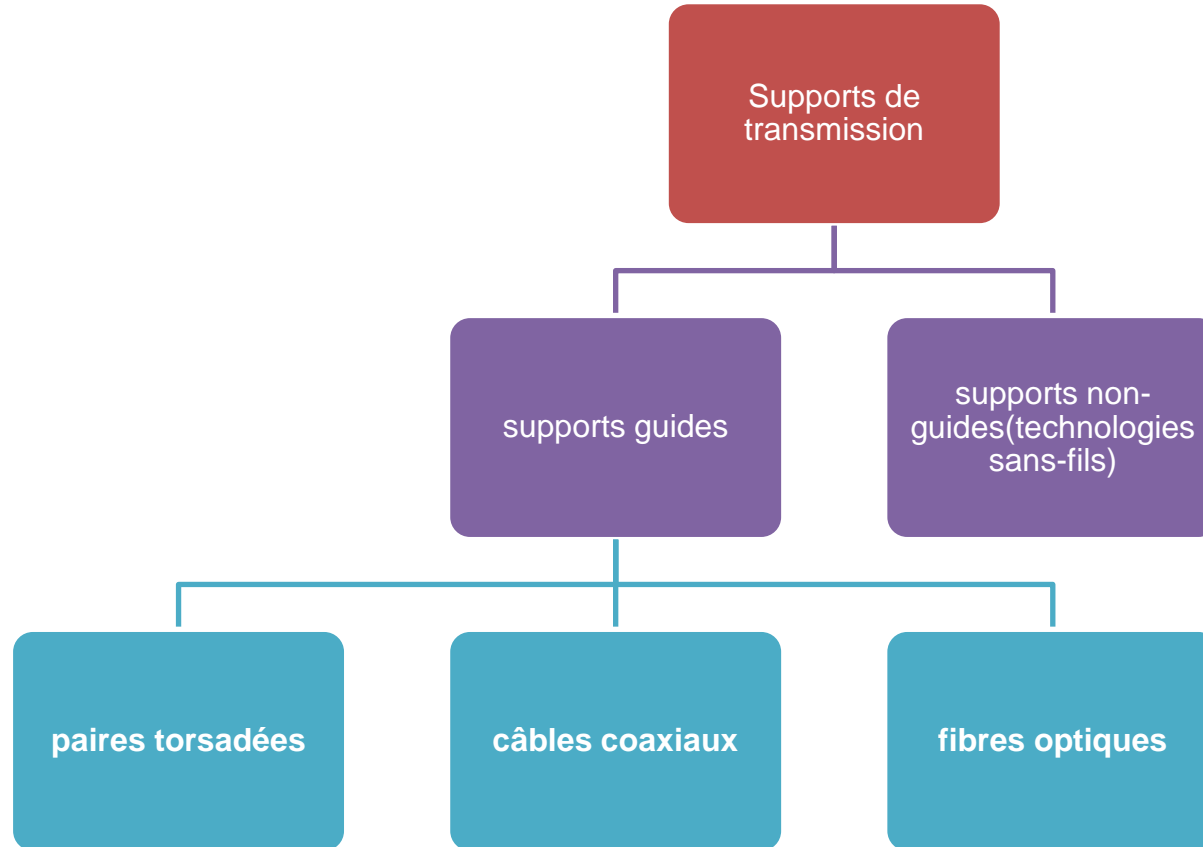 Supports de
transmission
supports guides
supports non-
guides(technologies
sans-fils)
paires torsadées
câbles coaxiaux
fibres optiques